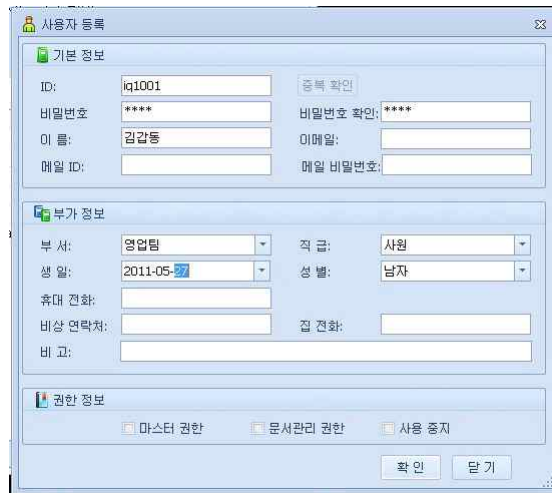 사용자 등록
기본 정보
ID: iq1001 중복 확인
비밀번호 **** 비밀번호 확인: ****
이 름: 김갑동 이메일:
메일 ID: 메일 비밀번호:
부가 정보
부 서: 영업팀 직 급: 사원
생 일: 2011-05-27 성 별: 남자
휴대 전화:
비상 연락처: 집 전화:
비 고:
권한 정보
마스터 권한 문서관리 권한 사용 중지
확 인 닫 기